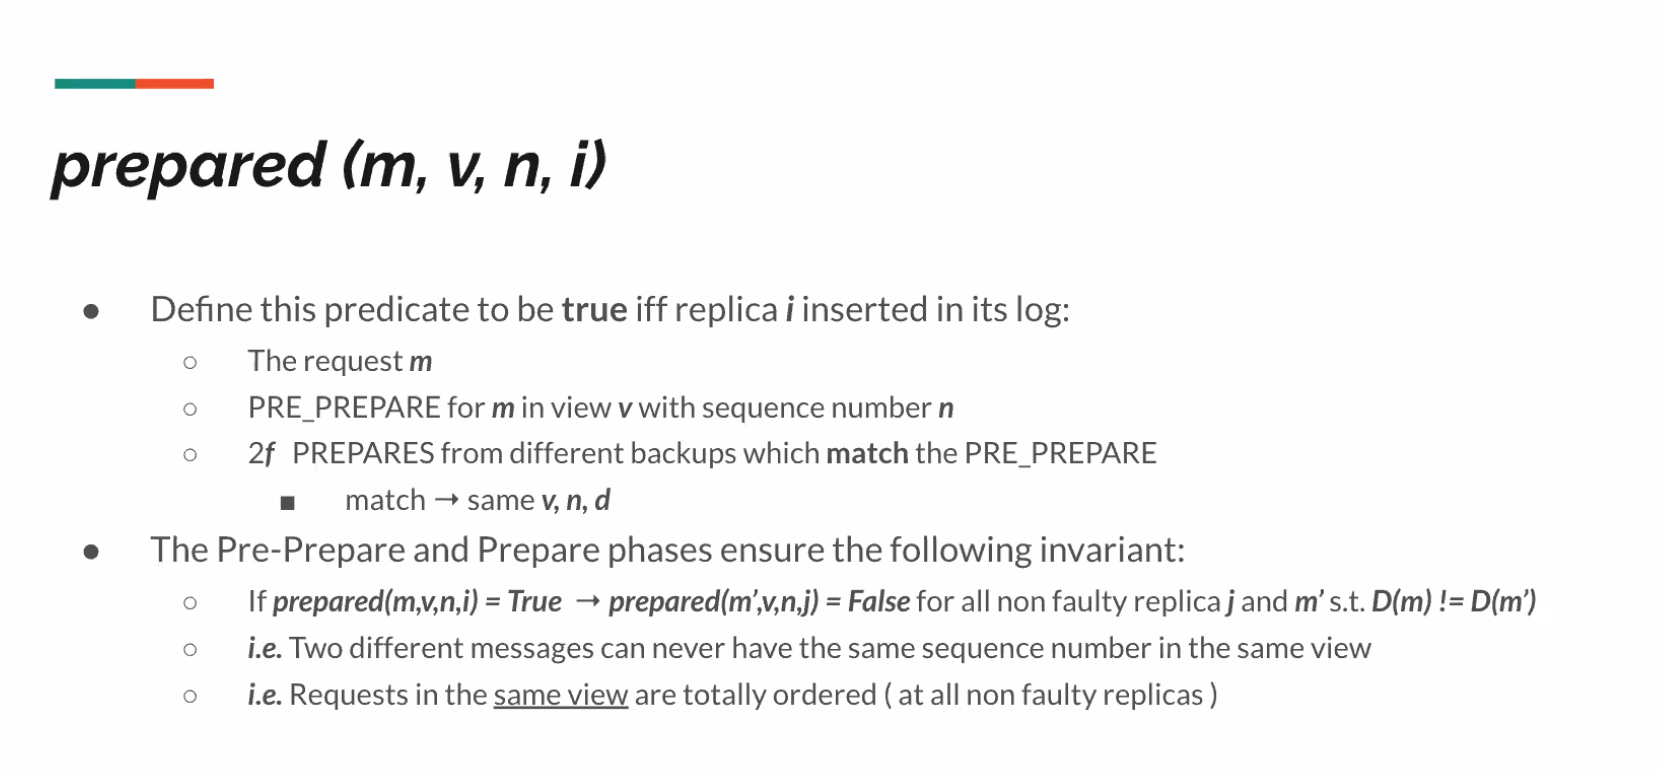 prepared (m, v, n, i)
● Define this predicate to be true iff replica i inserted in its log:
○ The request m
○ PRE_PREPARE for m in view v with sequence number n
○ 2f PREPARES from different backups which match the PRE_PREPARE
■ match → same v, n, d
● The Pre-Prepare and Prepare phases ensure the following invariant:
○ If prepared(m,v,n,i) = True → prepared(m’,v,n,j) = False for all non faulty replica j and m’ s.t. D(m) != D(m’)
○ i.e. Two different messages can never have the same sequence number in the same view
○ i.e. Requests in the same view are totally ordered ( at all non faulty replicas )